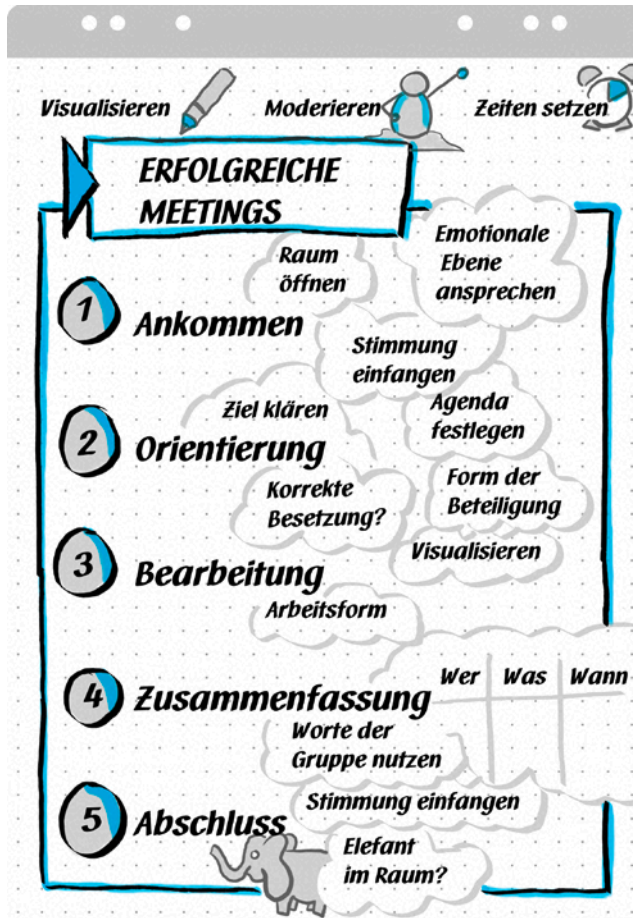 Visualisieren
Moderieren
Zeiten setzen
ERFOLGREICHE
MEETINGS
Raum
öffnen
Emotionale
Ebene
ansprechen
1
Ankommen
Stimmung
einfangen
Ziel klären
Agenda
festlegen
2
Orientierung
Korrekte
Besetzung?
Form der
Beteiligung
Visualisieren
3
Bearbeitung
Arbeitsform
Wer Was Wann
4
Zusammenfassung
Worte der
Gruppe nutzen
Stimmung einfangen
5
Abschluss
Elefant
im Raum?